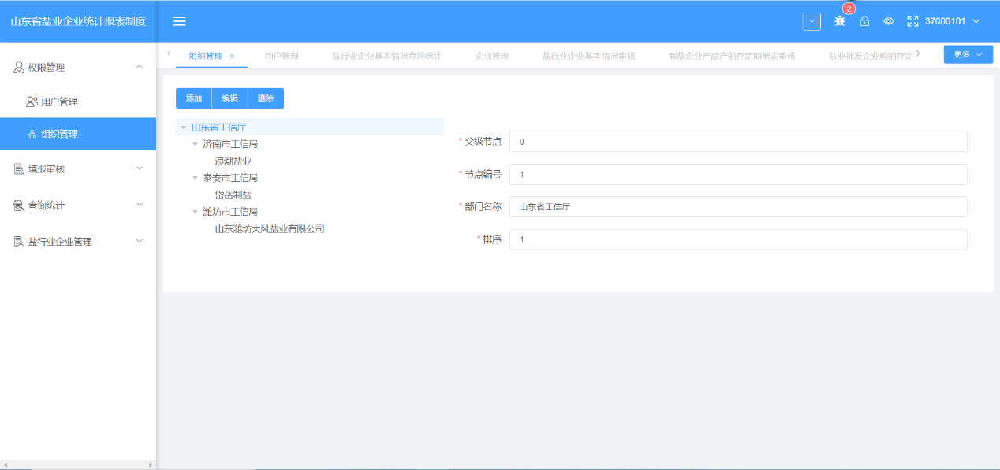 山东省盐业企业统计报表制度
2
37000101
权限管理
用户管理
组织管理
填报审核
查询统计
盐行业企业管理
组织管理 ×
用户管理
盐行业企业基本情况查询统计
企业管理
盐行业企业基本情况审核
制盐企业产品产销存定期报表审核
盐业批发企业购销存定
更多
添加
编辑
删除
山东省工信厅
济南市工信局
浪潮盐业
泰安市工信局
岱岳制盐
潍坊市工信局
山东潍坊大风盐业有限公司
* 父级节点 0
* 节点编号 1
* 部门名称 山东省工信厅
* 排序 1